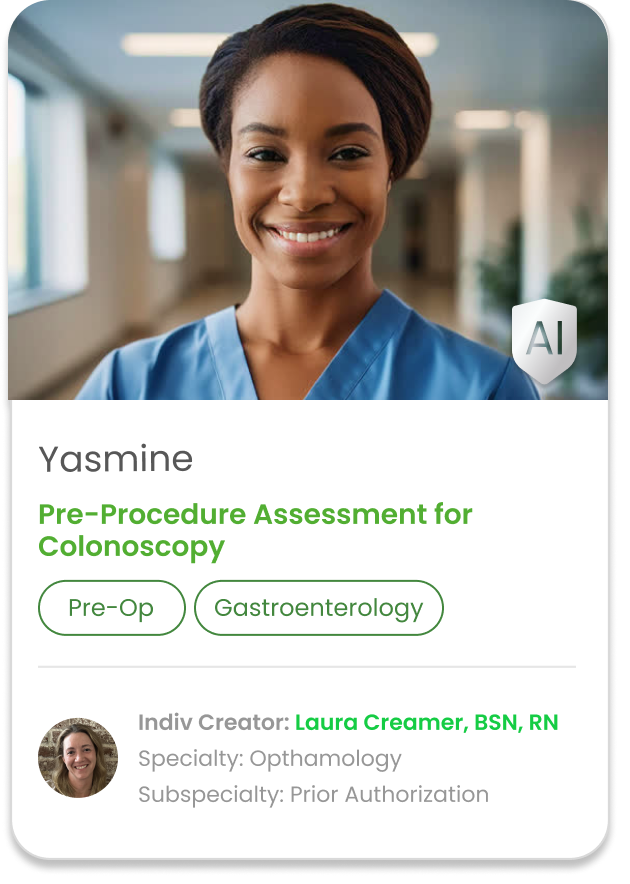 AI
Yasmine
Pre-Procedure Assessment for
Colonoscopy
Pre-Op
Gastroenterology
Indiv Creator: Laura Creamer, BSN, RN
Specialty: Opthamology
Subspecialty: Prior Authorization